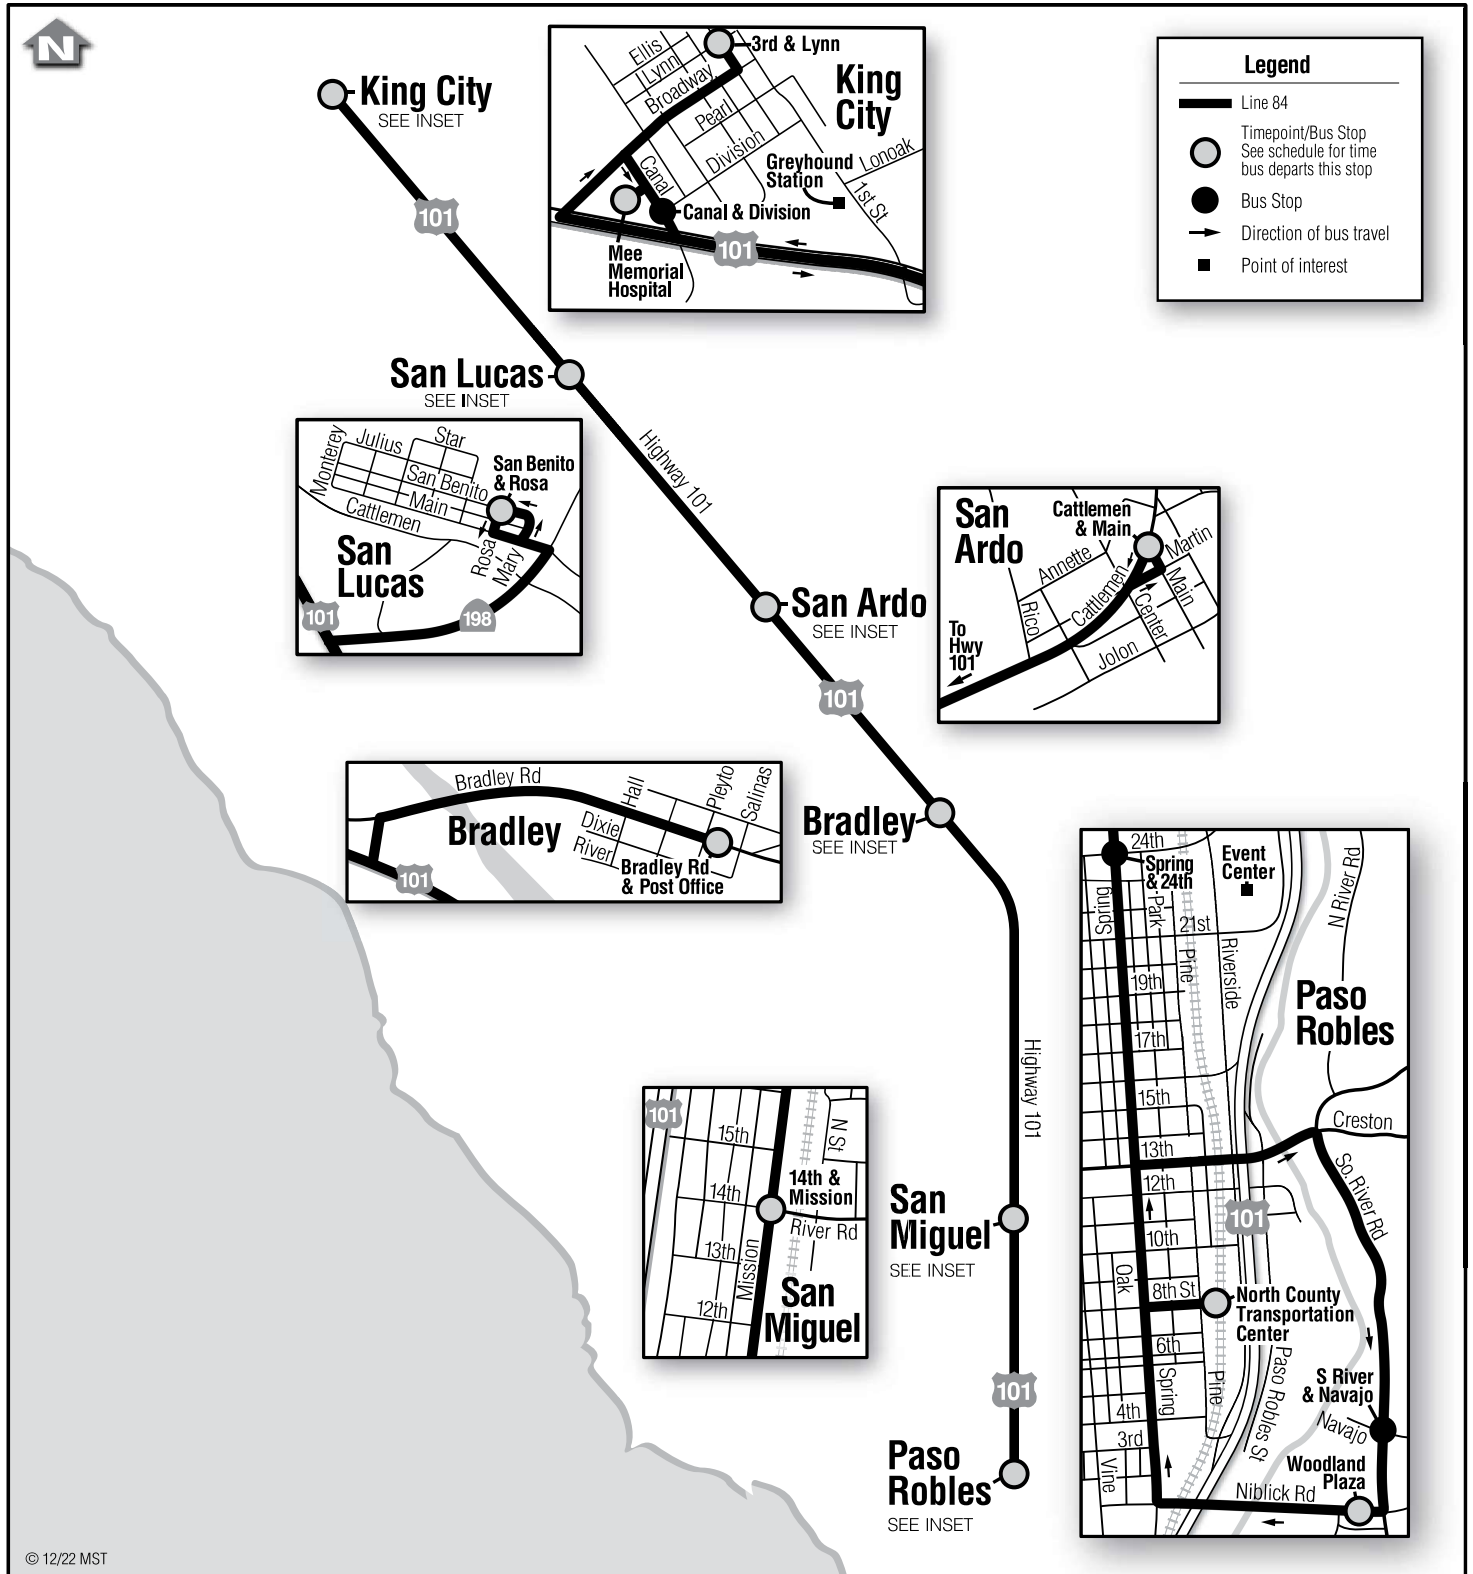 N
King City
SEE INSET
101
San Lucas
SEE INSET
Highway 101
San Ardo
SEE INSET
101
Bradley
SEE INSET
Highway 101
San
Miguel
SEE INSET
101
Paso
Robles
SEE INSET
3rd & Lynn
Ellis
Lynn
Broadway
King
City
Pearl
Division
Canal
Greyhound
Station
Lonoak
1st St
Canal & Division
101
Mee
Memorial
Hospital
Legend
Line 84
Timepoint/Bus Stop
See schedule for time
bus departs this stop
Bus Stop
Direction of bus travel
Point of interest
Monterey
Julius
Star
San Benito
& Rosa
San Benito
Main
Cattlemen
Rosa
Mary
San
Lucas
101
198
San
Ardo
Cattlemen
& Main
Martin
Annette
Cattlemen
Main
Center
Rico
To
Hwy
101
Jolon
Bradley Rd
Hall
Pleyto
Salinas
Dixie
River
Bradley
Bradley Rd
& Post Office
101
101
15th
N St
14th &
Mission
14th
River Rd
13th
Mission
12th
San
Miguel
24th
Spring
& 24th
Event
Center
N River Rd
Spring
Park
21st
Pine
Riverside
19th
Paso
Robles
17th
15th
Creston
13th
12th
So. River Rd
101
10th
Oak
8th St
North County
Transportation
Center
6th
Spring
Pine
Paso Robles St
S River
& Navajo
4th
Navajo
3rd
Vine
Woodland
Plaza
Niblick Rd
© 12/22 MST